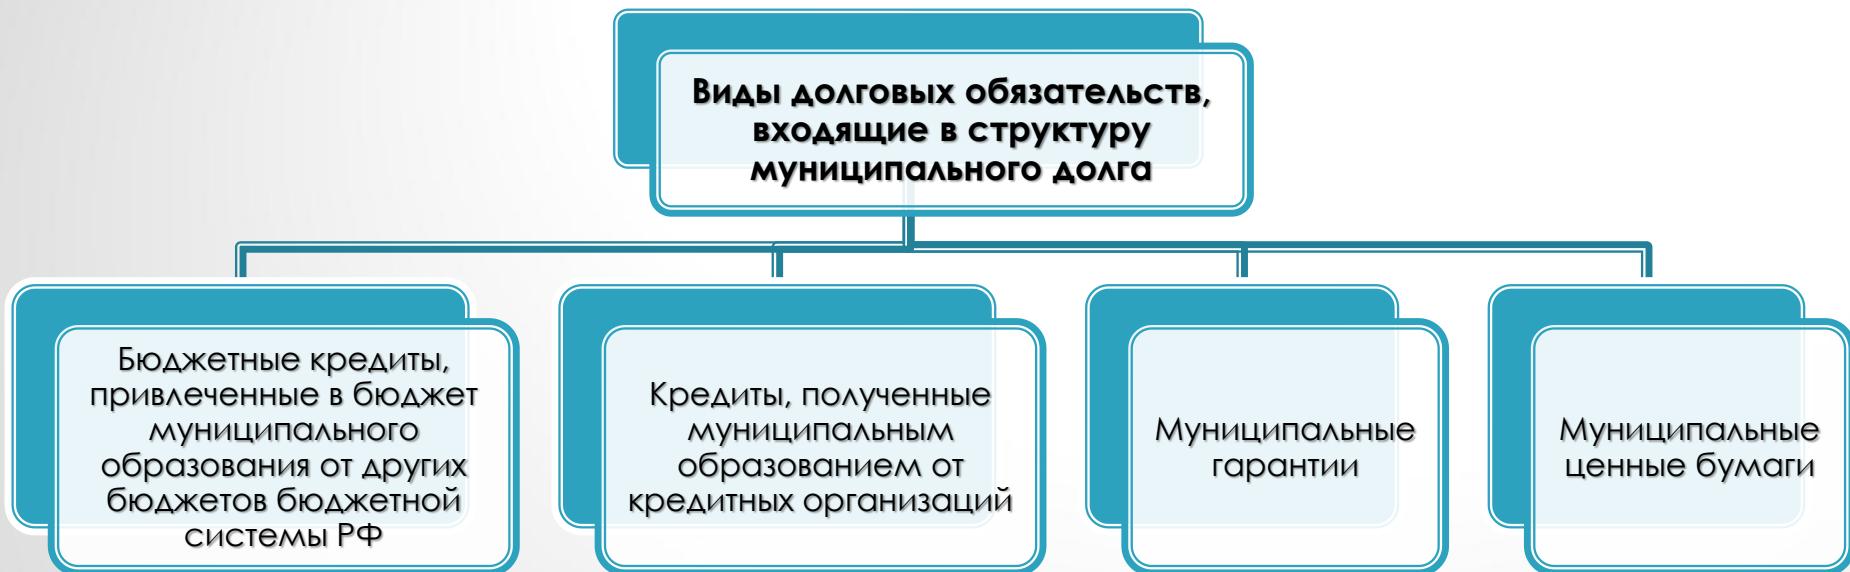 Виды долговых обязательств,
входящие в структуру
муниципального долга
Бюджетные кредиты,
привлеченные в бюджет
муниципального
образования от других
бюджетов бюджетной
системы РФ
Кредиты, полученные
муниципальным
образованием от
кредитных организаций
Муниципальные
гарантии
Муниципальные
ценные бумаги